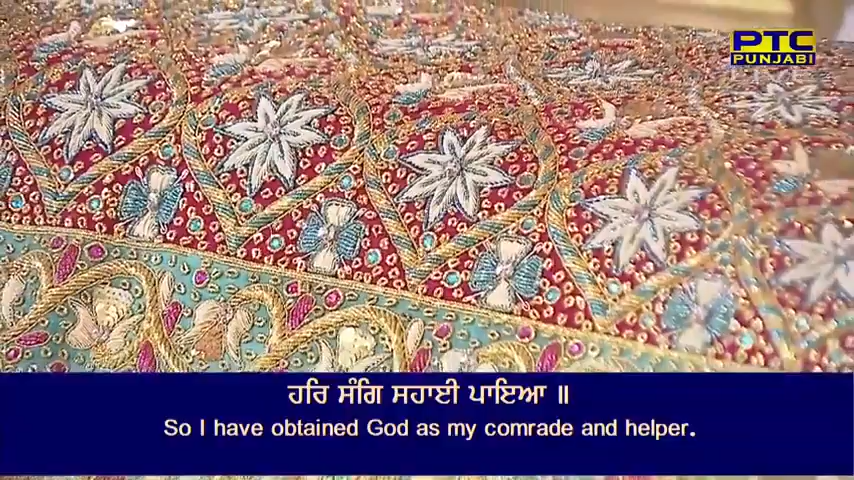 PTC
PUNJABI
ਹਰਿ ਸੰਗਿ ਸਹਾਈ ਪਾਇਆ ॥
So I have obtained God as my comrade and helper.